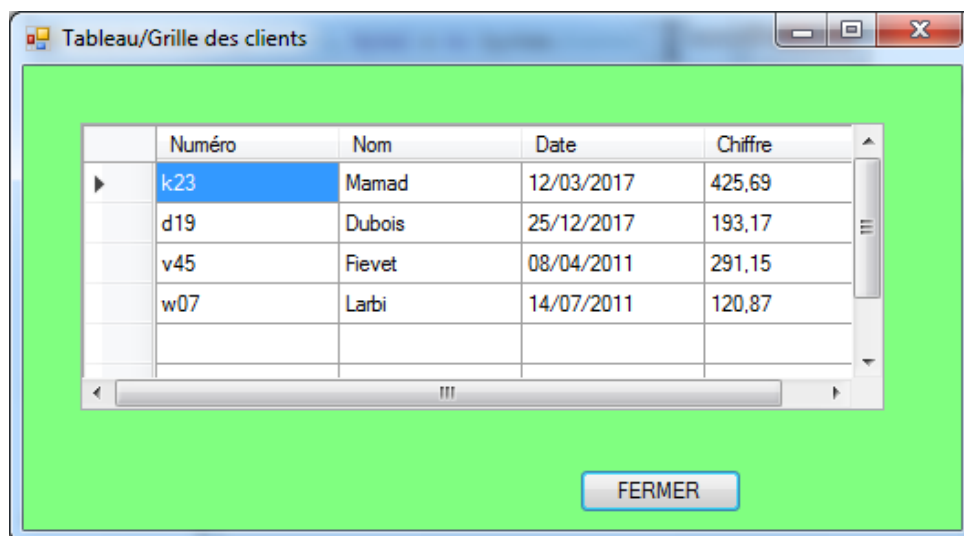 Tableau/Grille des clients
Numéro Nom Date Chiffre
k23 Mamad 12/03/2017 425,69
d19 Dubois 25/12/2017 193,17
v45 Fievet 08/04/2011 291,15
w07 Larbi 14/07/2011 120,87
FERMER